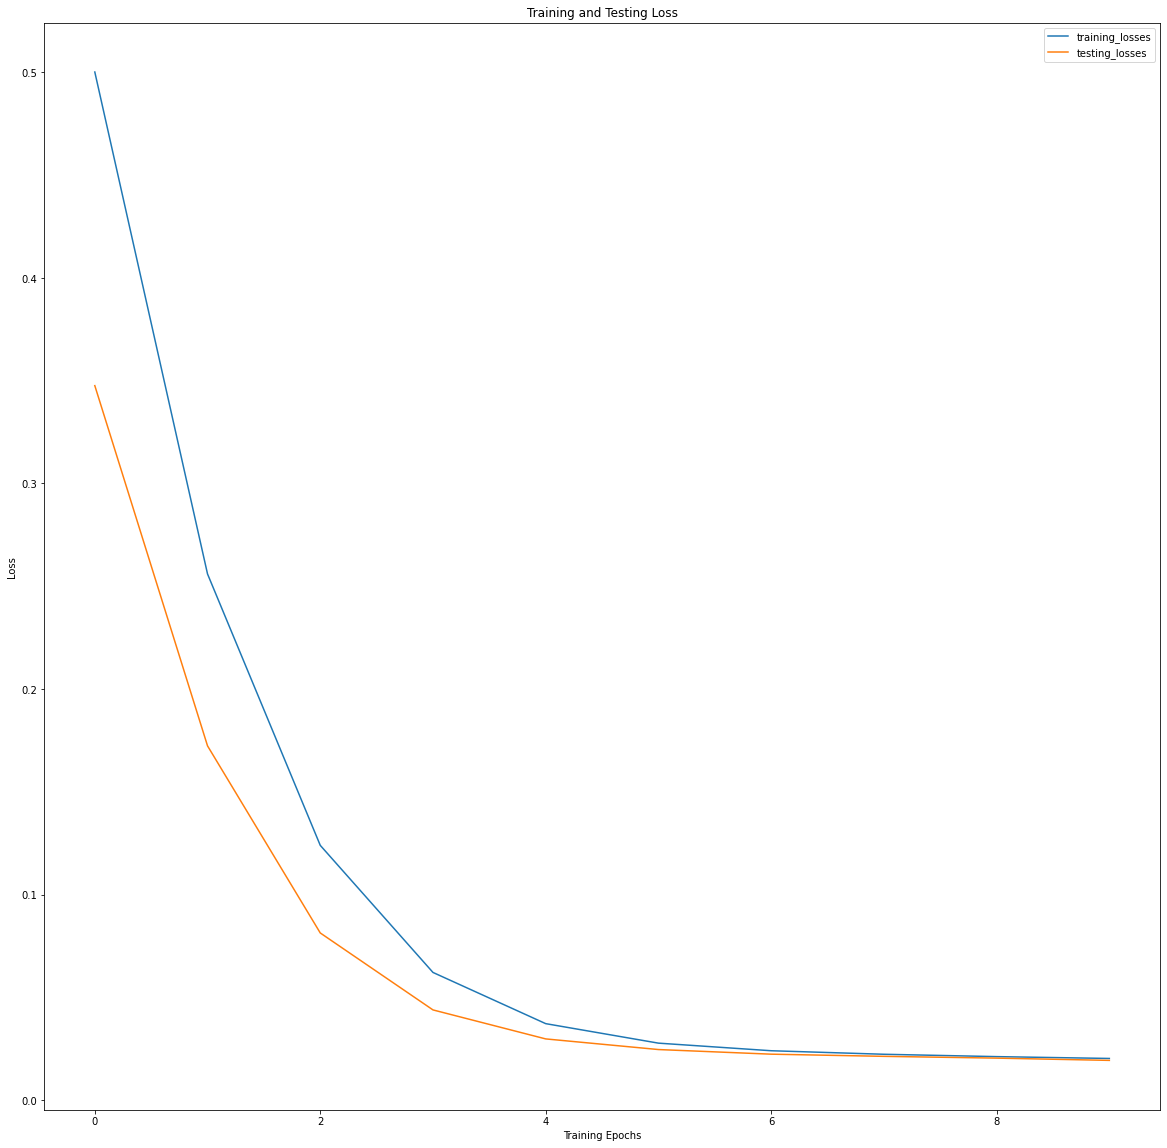 Training and Testing Loss
training_losses
testing_losses
0.5
0.4
0.3
0.2
0.1
0.0
Loss
0 2 4 6 8
Training Epochs